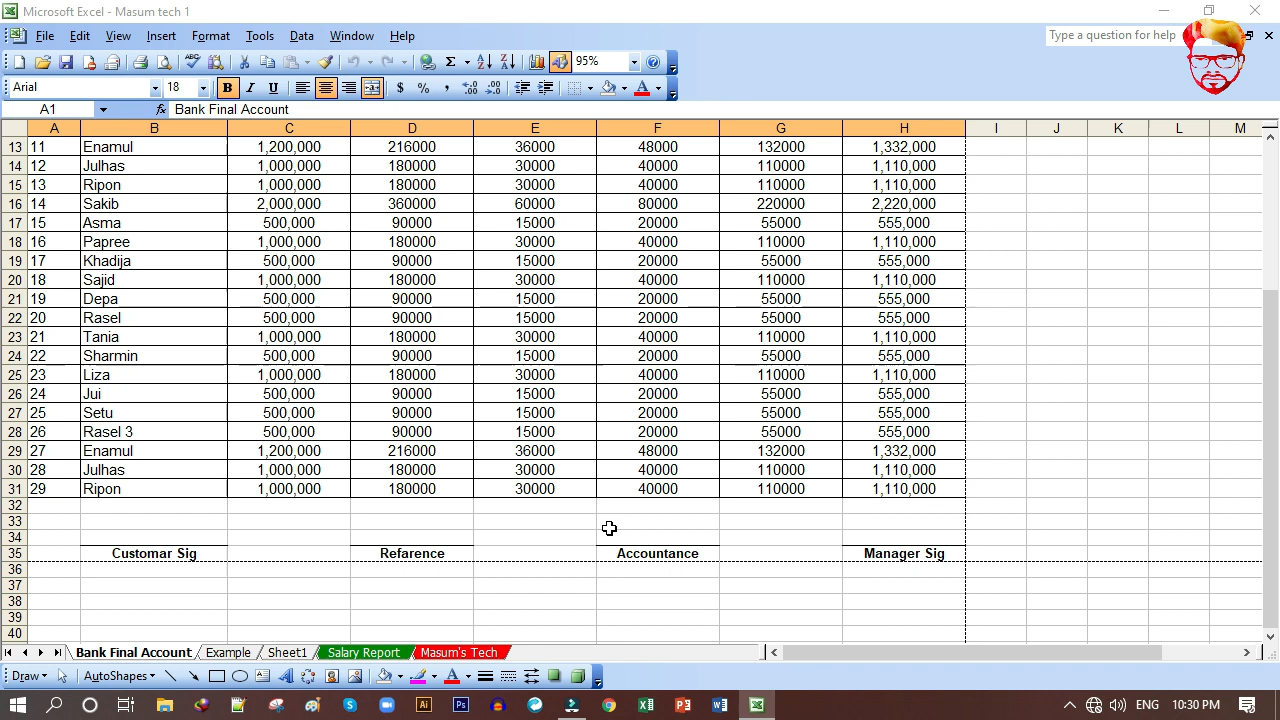 Microsoft Excel - Masum tech 1
File Edit View Insert Format Tools Data Window Help Type a question for help
95%
Arial 18 B I U $ % ,
A1 fx Bank Final Account
A B C D E F G H I J K L M
13 11 Enamul 1,200,000 216000 36000 48000 132000 1,332,000
14 12 Julhas 1,000,000 180000 30000 40000 110000 1,110,000
15 13 Ripon 1,000,000 180000 30000 40000 110000 1,110,000
16 14 Sakib 2,000,000 360000 60000 80000 220000 2,220,000
17 15 Asma 500,000 90000 15000 20000 55000 555,000
18 16 Papree 1,000,000 180000 30000 40000 110000 1,110,000
19 17 Khadija 500,000 90000 15000 20000 55000 555,000
20 18 Sajid 1,000,000 180000 30000 40000 110000 1,110,000
21 19 Depa 500,000 90000 15000 20000 55000 555,000
22 20 Rasel 500,000 90000 15000 20000 55000 555,000
23 21 Tania 1,000,000 180000 30000 40000 110000 1,110,000
24 22 Sharmin 500,000 90000 15000 20000 55000 555,000
25 23 Liza 1,000,000 180000 30000 40000 110000 1,110,000
26 24 Jui 500,000 90000 15000 20000 55000 555,000
27 25 Setu 500,000 90000 15000 20000 55000 555,000
28 26 Rasel 3 500,000 90000 15000 20000 55000 555,000
29 27 Enamul 1,200,000 216000 36000 48000 132000 1,332,000
30 28 Julhas 1,000,000 180000 30000 40000 110000 1,110,000
31 29 Ripon 1,000,000 180000 30000 40000 110000 1,110,000
32
33
34
35 Customar Sig Refarence Accountance Manager Sig
36
37
38
39
40
Bank Final Account Example Sheet1 Salary Report Masum's Tech
Draw AutoShapes
10:30 PM ENG